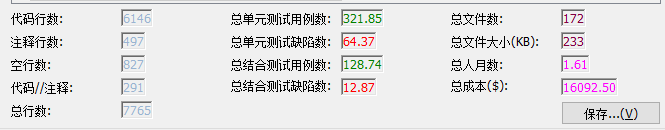 代码行数: 6146 总单元测试用例数: 321.85 总文件数: 172
注释行数: 497 总单元测试缺陷数: 64.37 总文件大小(KB): 233
空行数: 827 总结合测试用例数: 128.74 总人月数: 1.61
代码//注释: 291 总结合测试缺陷数: 12.87 总成本($): 16092.50
总行数: 7765 保存...(V)